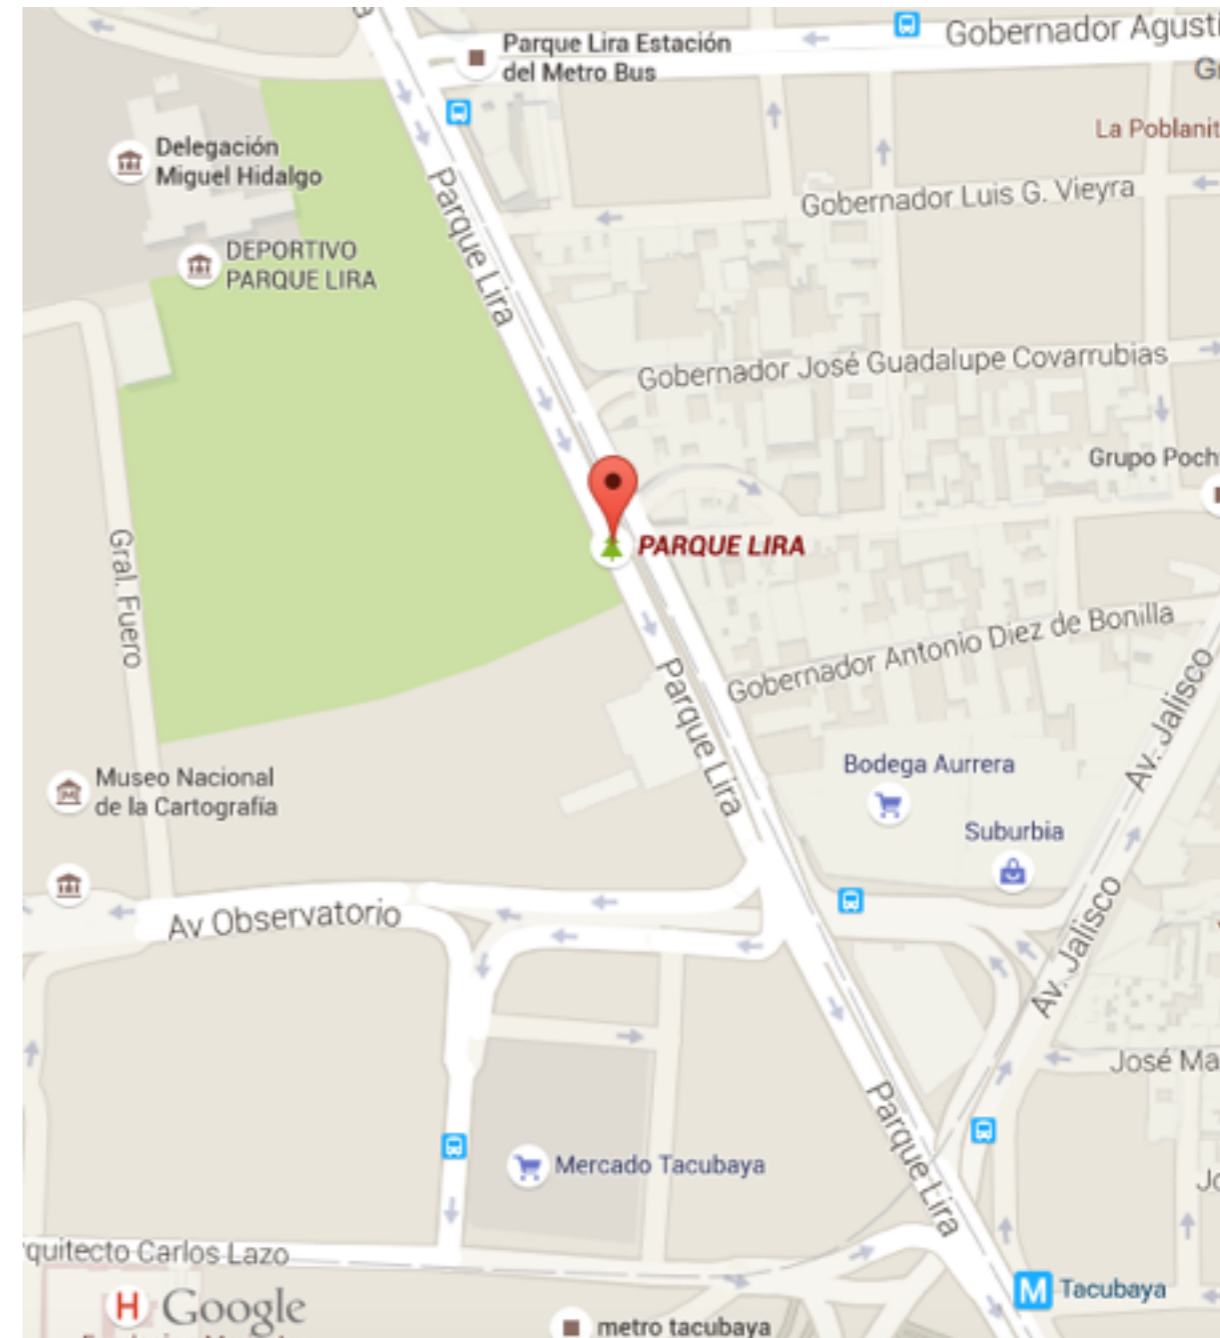 Gobernador Agusti
Parque Lira Estación
del Metro Bus
La Poblanit
Delegación
Miguel Hidalgo
Gobernador Luis G. Vieyra
Parque Lira
DEPORTIVO
PARQUE LIRA
Gobernador José Guadalupe Covarrubias
Grupo Poch
PARQUE LIRA
Gral. Fuero
Gobernador Antonio Diez de Bonilla
Av. Jalisco
Parque Lira
Bodega Aurrera
Museo Nacional
de la Cartografía
Suburbia
Av Observatorio
Av. Jalisco
José Ma
Parque Lira
Mercado Tacubaya
rquitecto Carlos Lazo
M Tacubaya
H Google
metro tacubaya